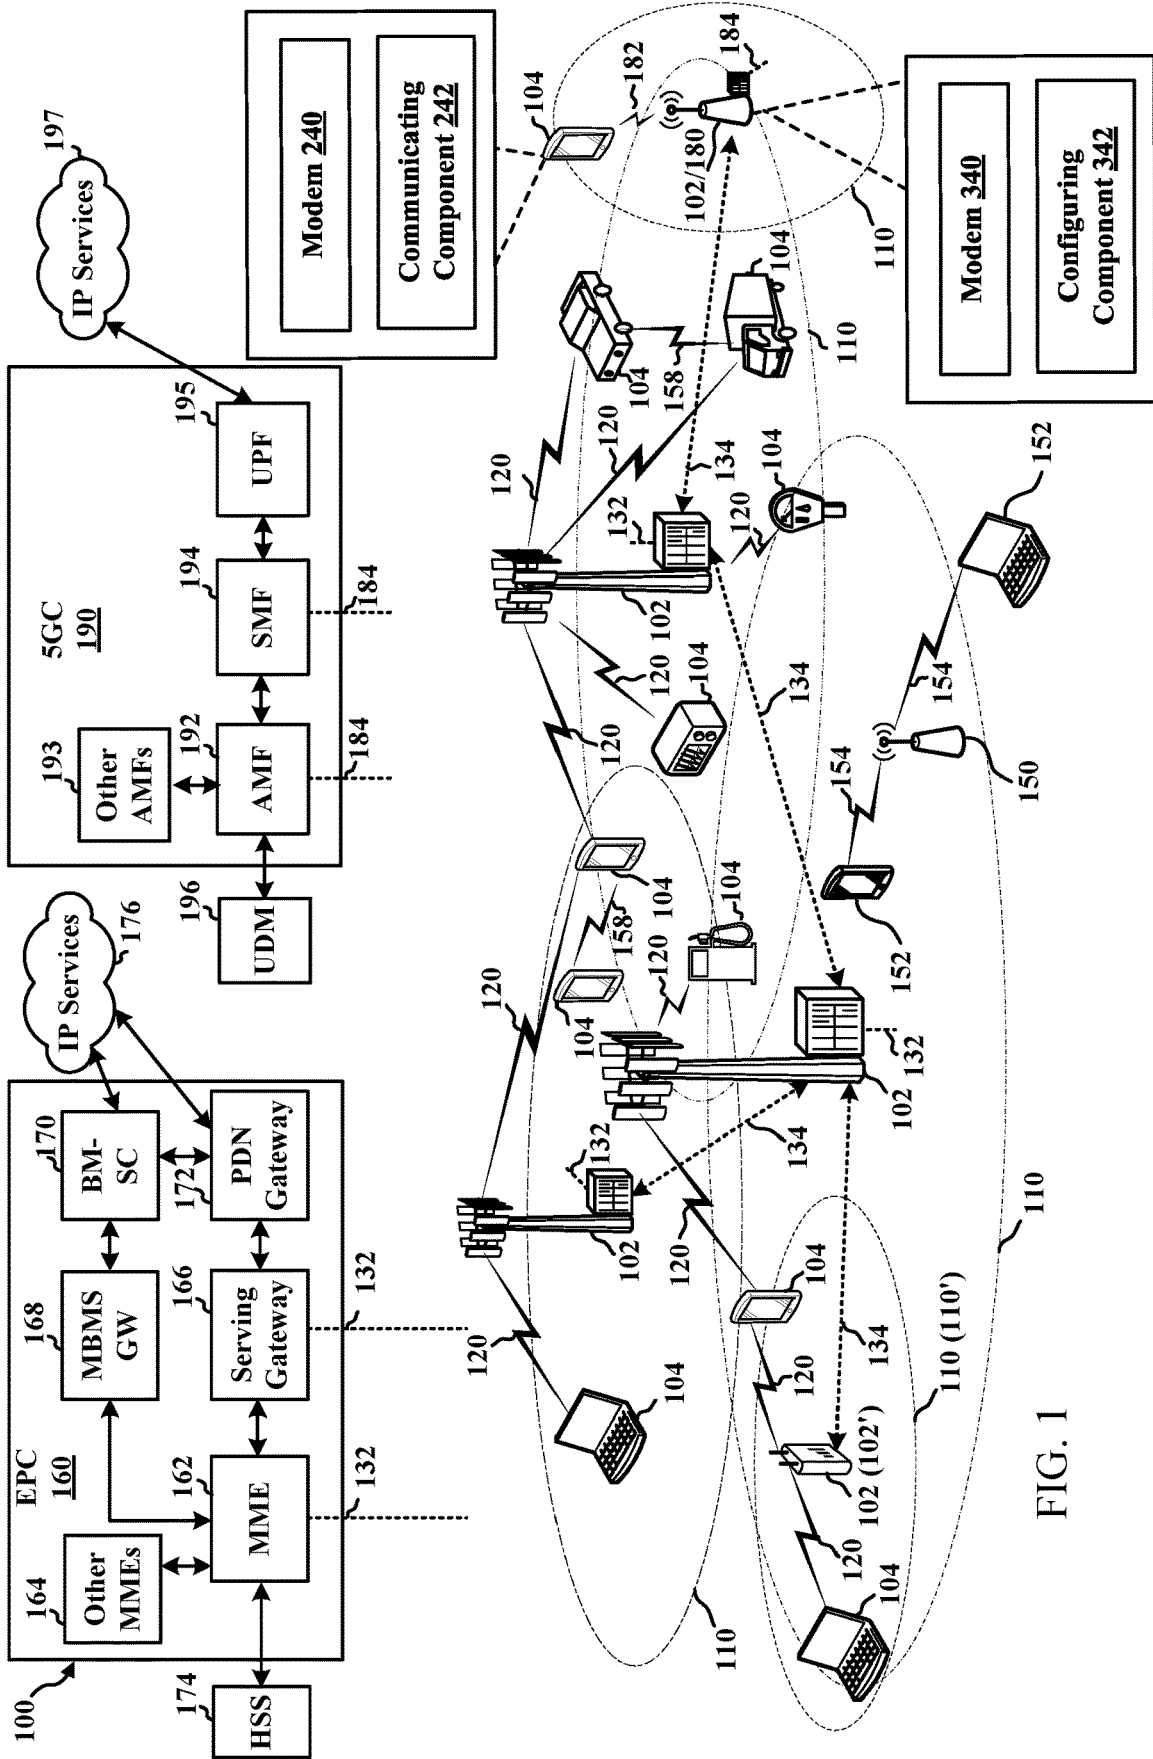 100
EPC
160
164
Other
MMEs
162
MME
174
HSS
168
MBMS
GW
166
Serving
Gateway
170
BM-
SC
172
PDN
Gateway
132
132
IP Services
176
5GC
190
193
Other
AMFs
192
AMF
196
UDM
194
SMF
195
UPF
184
184
IP Services
197
Modem 240
Communicating
Component 242
104
182
184
102/180
110
Modem 340
Configuring
Component 342
120
104
158
104
110
120
132
134
102
120
104
120
104
120
134
120
104
158
104
120
104
132
102
134
132
102
120
104
120
104
134
120
102 (102')
120
104
110
110 (110')
110
152
154
150
154
152
FIG. 1